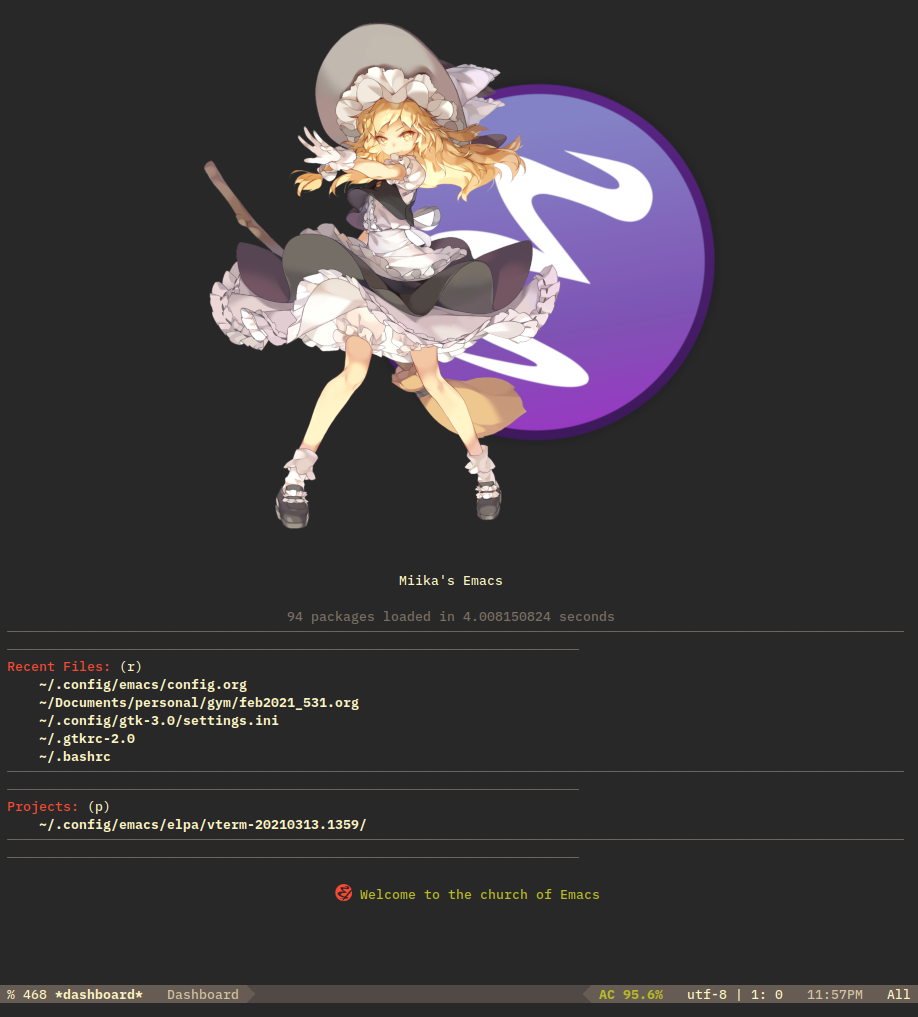 Miika's Emacs
94 packages loaded in 4.008150824 seconds
Recent Files: (r)
~/.config/emacs/config.org
~/Documents/personal/gym/feb2021_531.org
~/.config/gtk-3.0/settings.ini
~/.gtkrc-2.0
~/.bashrc
Projects: (p)
~/.config/emacs/elpa/vterm-20210313.1359/
Welcome to the church of Emacs
% 468 *dashboard* Dashboard AC 95.6% utf-8 | 1: 0 11:57PM All